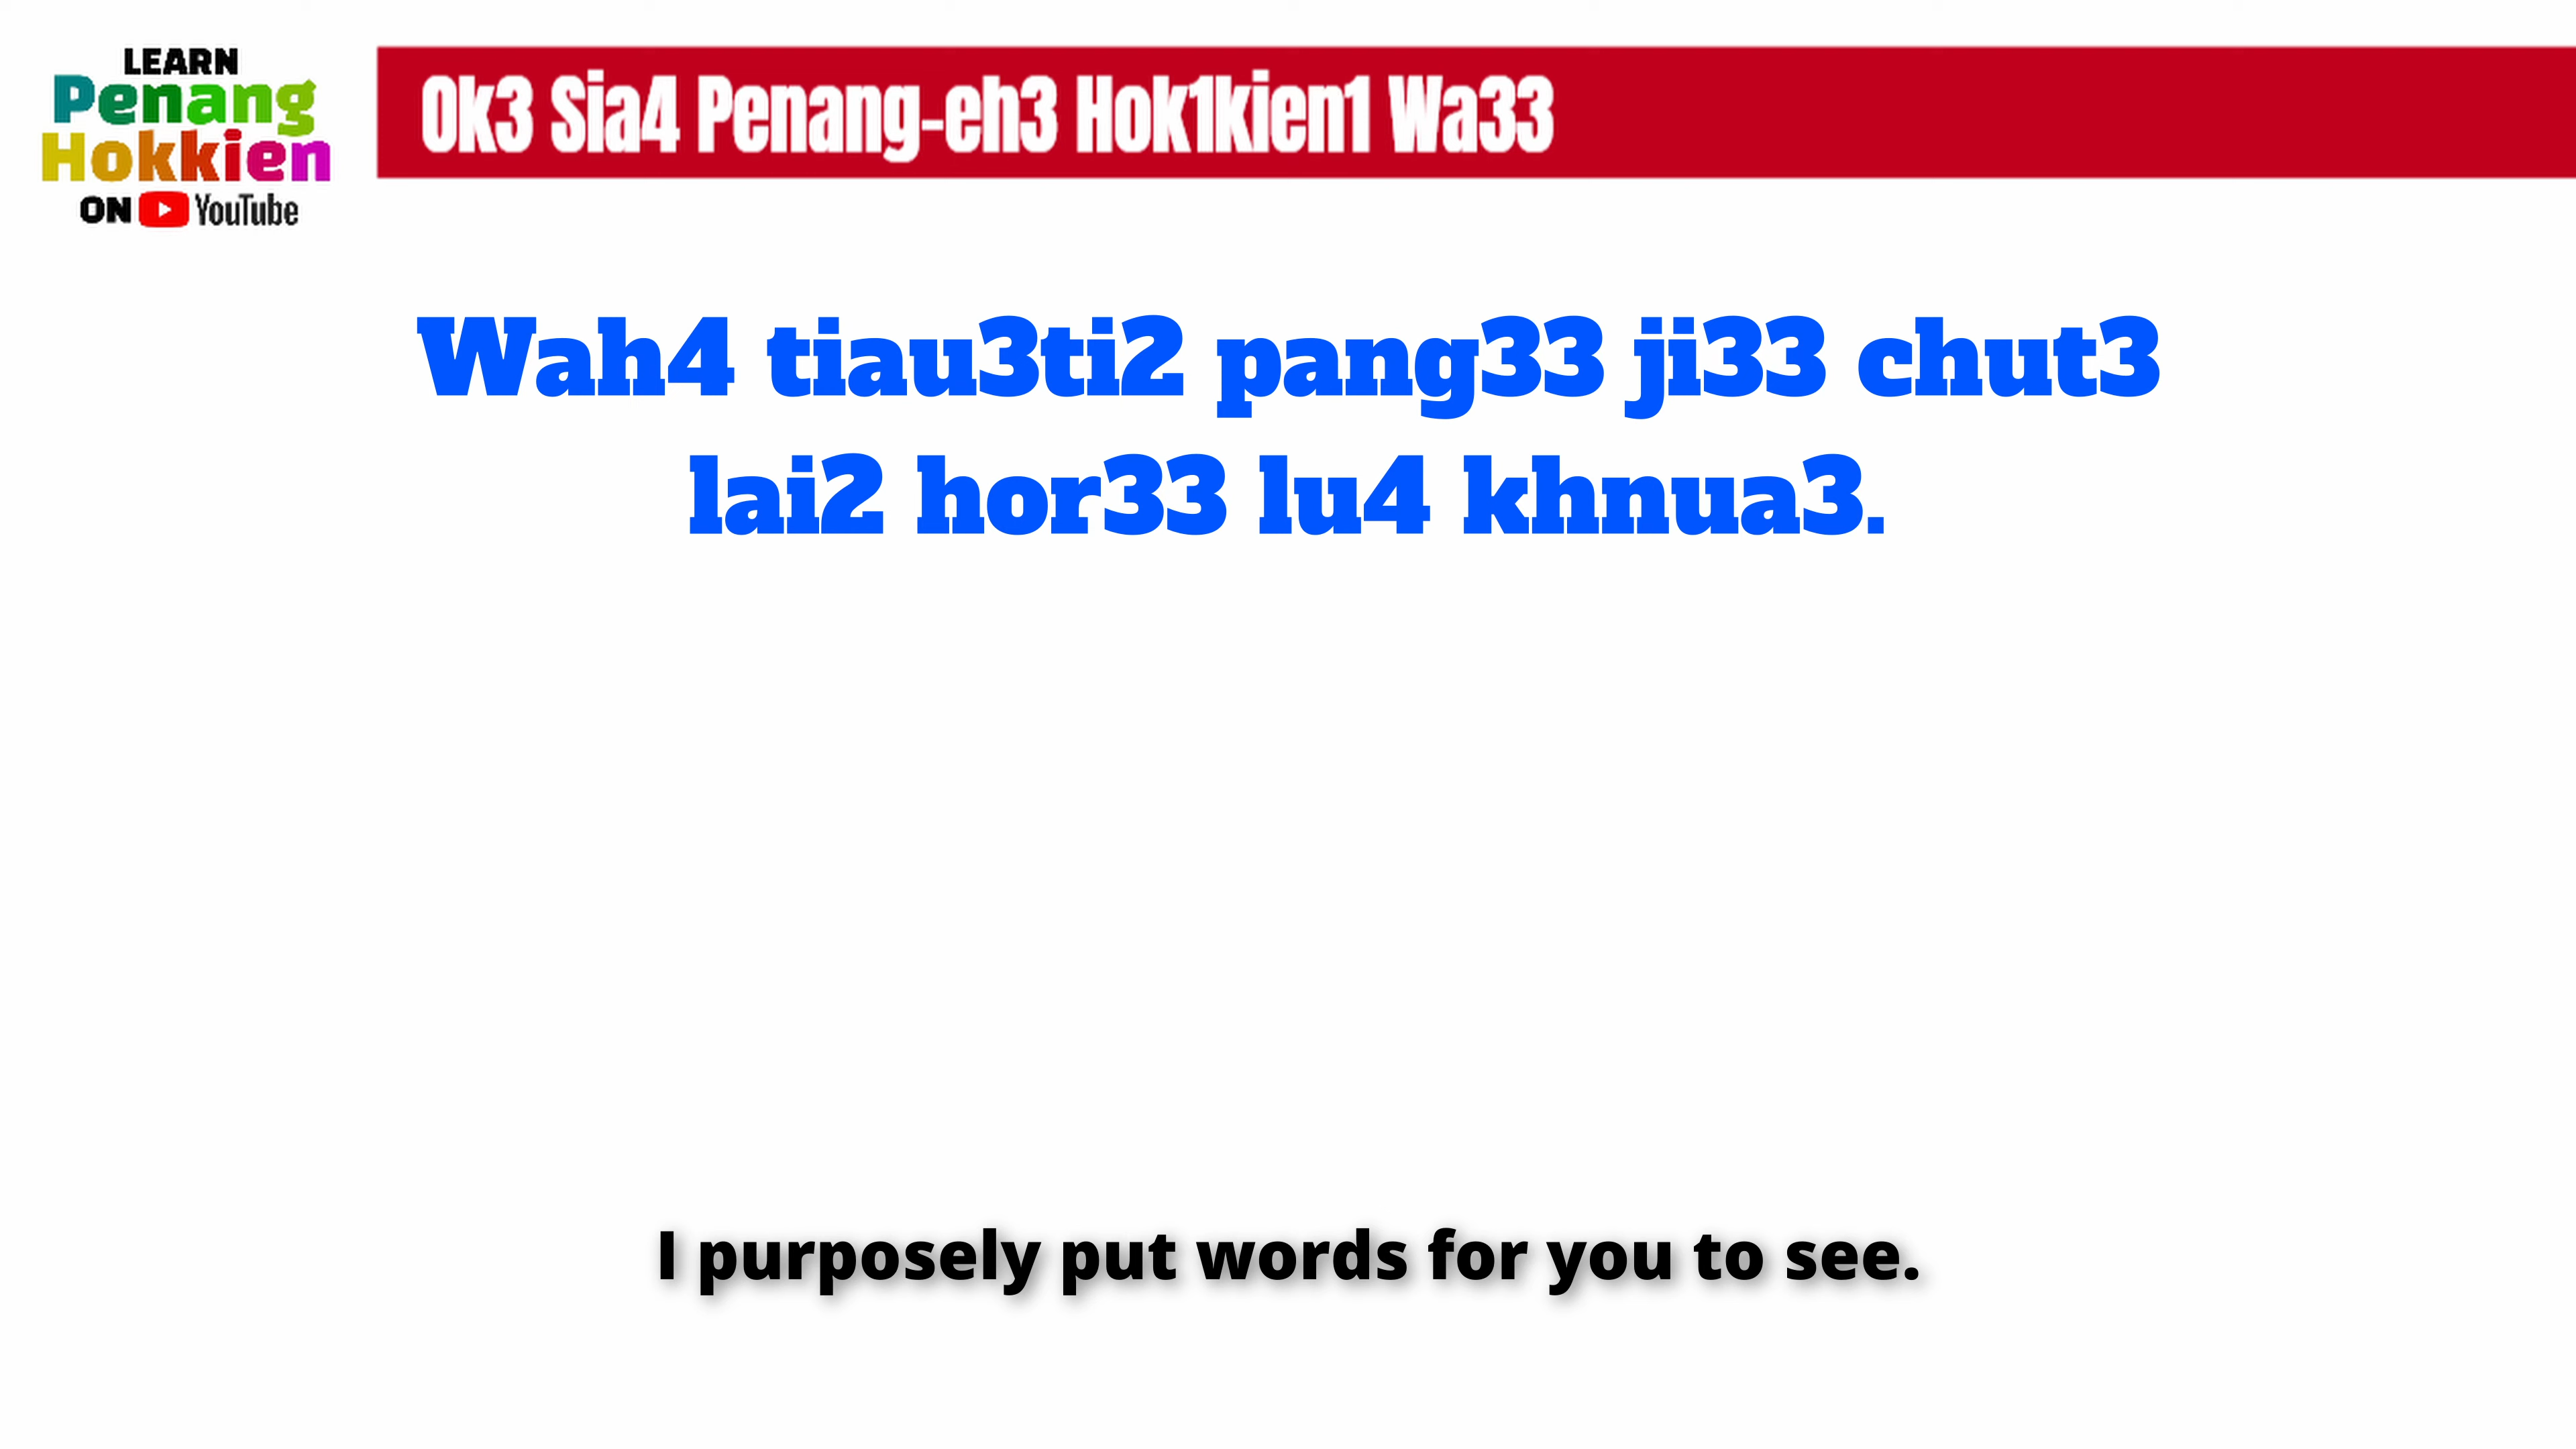 LEARN
Penang
Hokkien
ON YouTube
Ok3 Sia4 Penang-eh3 Hok1kien1 Wa33
Wah4 tiau3ti2 pang33 ji33 chut3
lai2 hor33 lu4 khnua3.
I purposely put words for you to see.